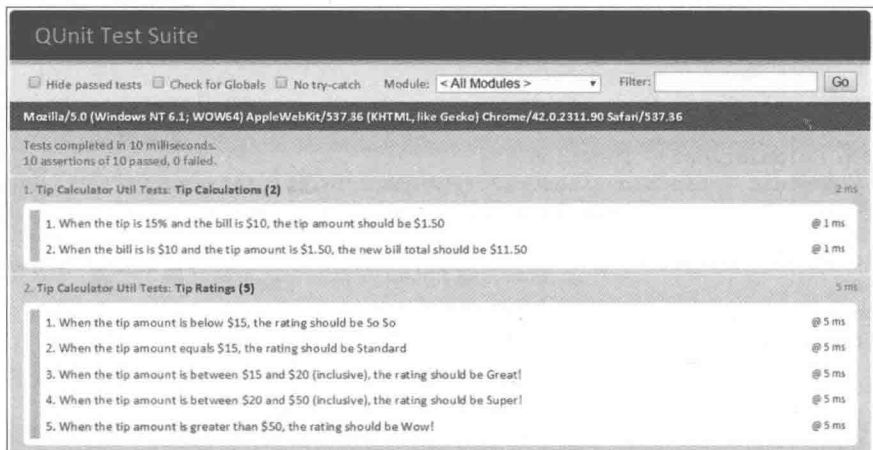 QUnit Test Suite
Hide passed tests Check for Globals No try-catch Module: < All Modules > Filter: Go
Mozilla/5.0 (Windows NT 6.1; WOW64) AppleWebKit/537.36 (KHTML, like Gecko) Chrome/42.0.2311.90 Safari/537.36
Tests completed in 10 milliseconds.
10 assertions of 10 passed, 0 failed.
1. Tip Calculator Util Tests: Tip Calculations (2) 2 ms
1. When the tip is 15% and the bill is $10, the tip amount should be $1.50 @ 1 ms
2. When the bill is is $10 and the tip amount is $1.50, the new bill total should be $11.50 @ 1 ms
2. Tip Calculator Util Tests: Tip Ratings (5) 5 ms
1. When the tip amount is below $15, the rating should be So So @ 5 ms
2. When the tip amount equals $15, the rating should be Standard @ 5 ms
3. When the tip amount is between $15 and $20 (inclusive), the rating should be Great! @ 5 ms
4. When the tip amount is between $20 and $50 (inclusive), the rating should be Super! @ 5 ms
5. When the tip amount is greater than $50, the rating should be Wow! @ 5 ms